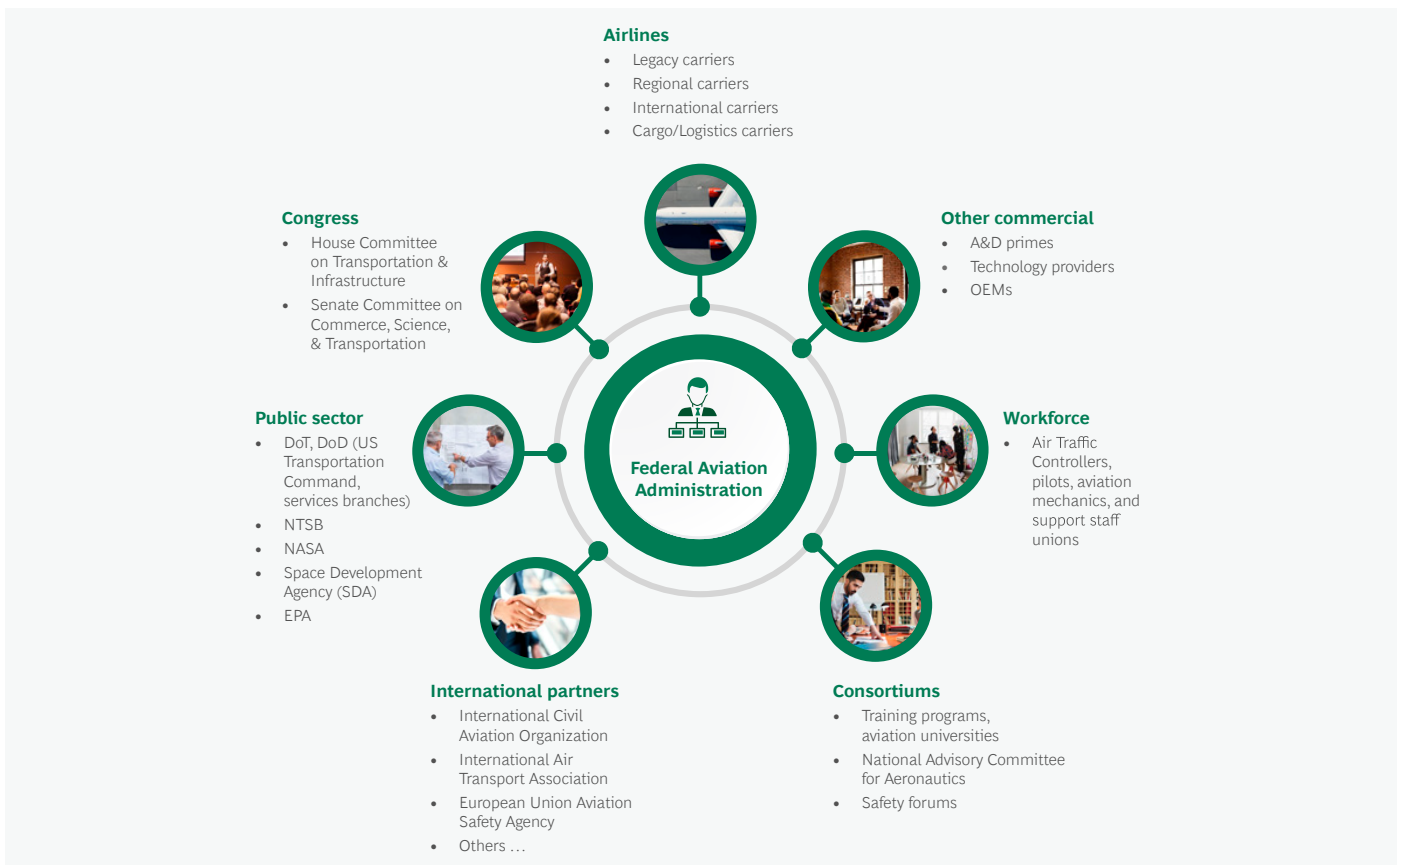 Airlines
• Legacy carriers
• Regional carriers
• International carriers
• Cargo/Logistics carriers
Congress
• House Committee
on Transportation &
Infrastructure
• Senate Committee on
Commerce, Science,
& Transportation
Other commercial
• A&D primes
• Technology providers
• OEMs
Public sector
• DoT, DoD (US
Transportation
Command,
services branches)
• NTSB
• NASA
• Space Development
Agency (SDA)
• EPA
Federal Aviation
Administration
Workforce
• Air Traffic
Controllers,
pilots, aviation
mechanics, and
support staff
unions
International partners
• International Civil
Aviation Organization
• International Air
Transport Association
• European Union Aviation
Safety Agency
• Others …
Consortiums
• Training programs,
aviation universities
• National Advisory Committee
for Aeronautics
• Safety forums